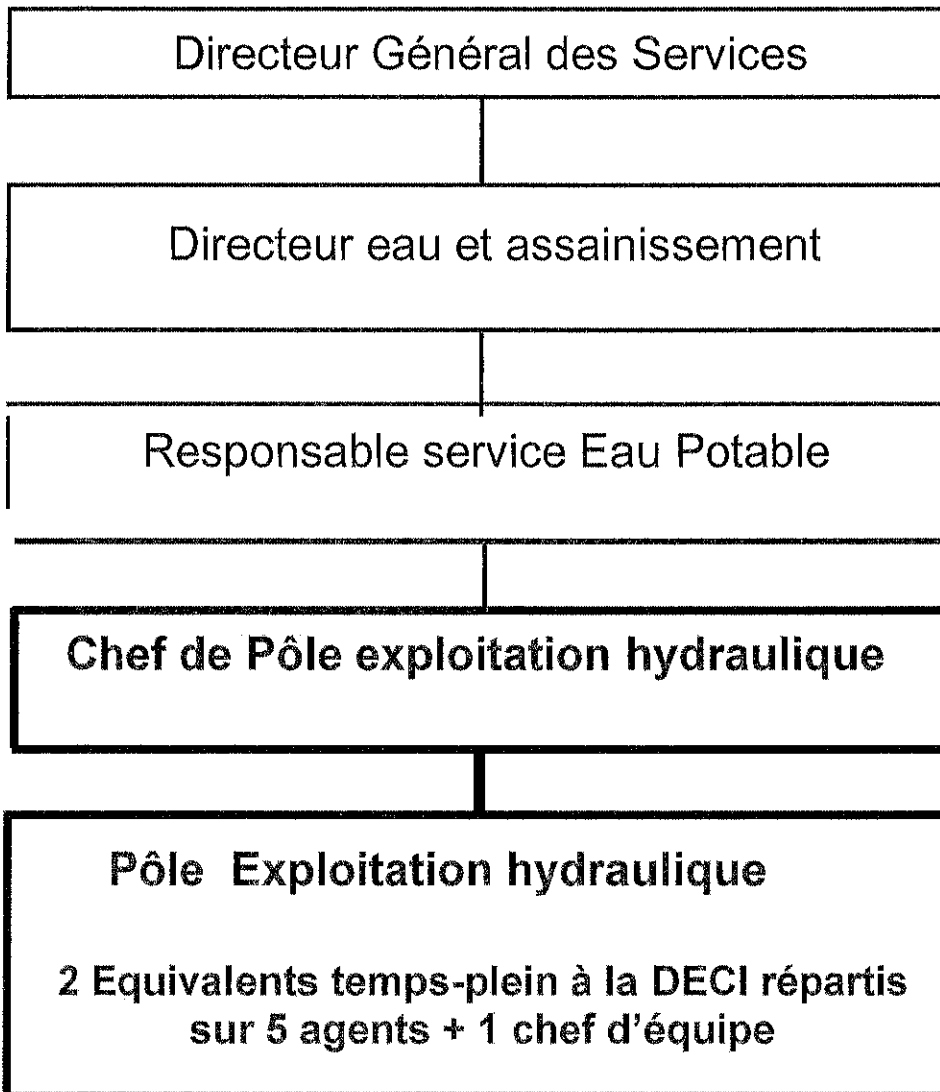 Directeur Général des Services
Directeur eau et assainissement
Responsable service Eau Potable
Chef de Pôle exploitation hydraulique
Pôle Exploitation hydraulique
2 Equivalents temps-plein à la DECI répartis
sur 5 agents + 1 chef d'équipe